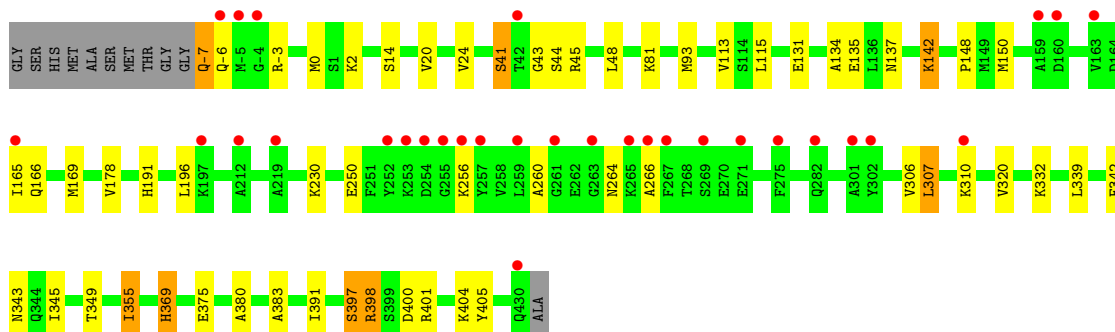 GLY SER HIS MET ALA SER MET THR GLY GLY Q-7 Q-6 M-5 G-4 R-3 M0 S1 K2 S14 V20 V24 S41 T42 G43 S44 R45 L48 K81 M93 V113 S114 L115 E131 A134 E135 L136 N137 K142 P148 M149 M150 A159 D160 V163 D164
I165 Q166 M169 V178 H191 L196 K197 A212 A219 K230 E250 F251 Y252 K253 D254 G255 K256 Y257 V258 L259 A260 G261 E262 G263 N264 K265 A266 F267 T268 S269 E270 E271 F275 Q282 A301 Y302 V306 L307 K310 V320 K332 L339
N343 Q344 I345 T349 I355 H369 E375 A380 A383 I391 S397 R398 S399 D400 R401 K404 Y405 Q430 ALA